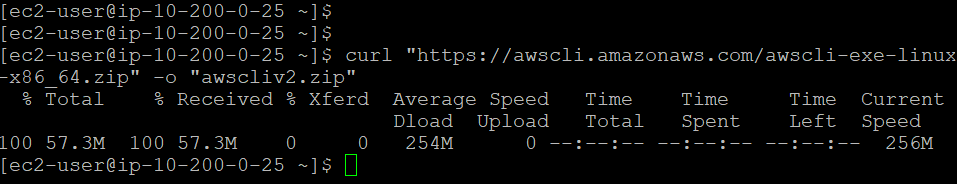 [ec2-user@ip-10-200-0-25 ~]$
[ec2-user@ip-10-200-0-25 ~]$
[ec2-user@ip-10-200-0-25 ~]$ curl "https://awscli.amazonaws.com/awscli-exe-linux
-x86_64.zip" -o "awscliv2.zip"
  % Total    % Received % Xferd  Average Speed   Time    Time     Time  Current
                                 Dload  Upload   Total   Spent    Left  Speed
100 57.3M  100 57.3M    0     0   254M      0 --:--:-- --:--:-- --:--:--  256M
[ec2-user@ip-10-200-0-25 ~]$